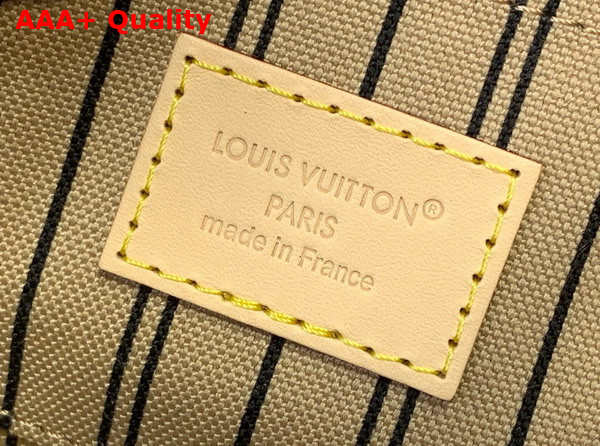 AAA+ Quality
LOUIS VUITTON®
PARIS
made in France